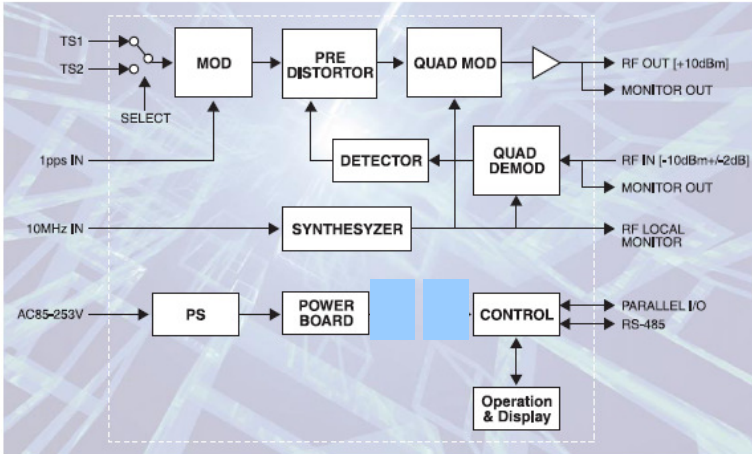 TS1
TS2
SELECT
MOD
PRE
DISTORTOR
QUAD MOD
RF OUT [+10dBm]
MONITOR OUT
1pps IN
DETECTOR
QUAD
DEMOD
RF IN [-10dBm+/-2dB]
MONITOR OUT
10MHz IN
SYNTHESYZER
RF LOCAL
MONITOR
AC85-253V
PS
POWER
BOARD
CONTROL
PARALLEL I/O
RS-485
Operation
& Display